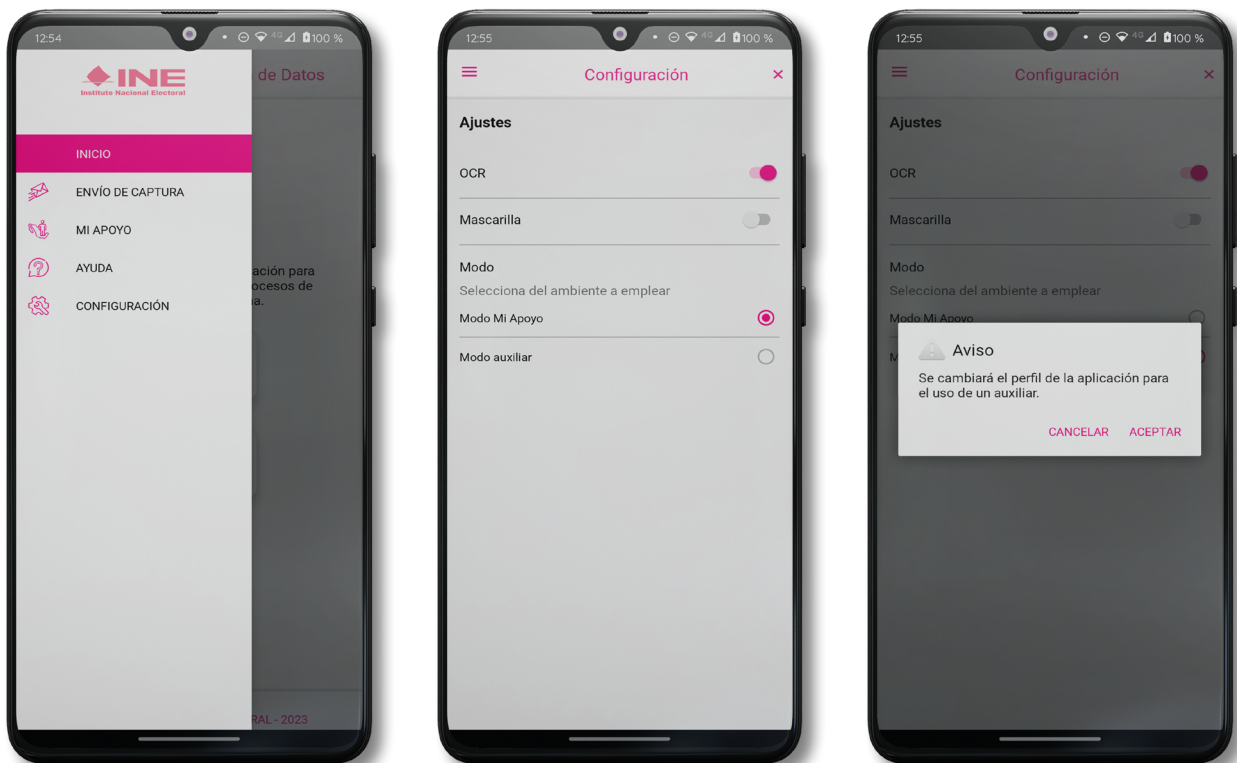 12:54
4G 100 %
INE
Instituto Nacional Electoral
de Datos
INICIO
ENVÍO DE CAPTURA
MI APOYO
AYUDA
CONFIGURACIÓN
ación para
ocesos de
a.
RAL - 2023
12:55
4G 100 %
Configuración ×
Ajustes
OCR
Mascarilla
Modo
Selecciona del ambiente a emplear
Modo Mi Apoyo
Modo auxiliar
12:55
4G 100 %
Configuración ×
Ajustes
OCR
Mascarilla
Modo
Selecciona del ambiente a emplear
Modo Mi Apoyo
M
Aviso
Se cambiará el perfil de la aplicación para
el uso de un auxiliar.
CANCELAR ACEPTAR